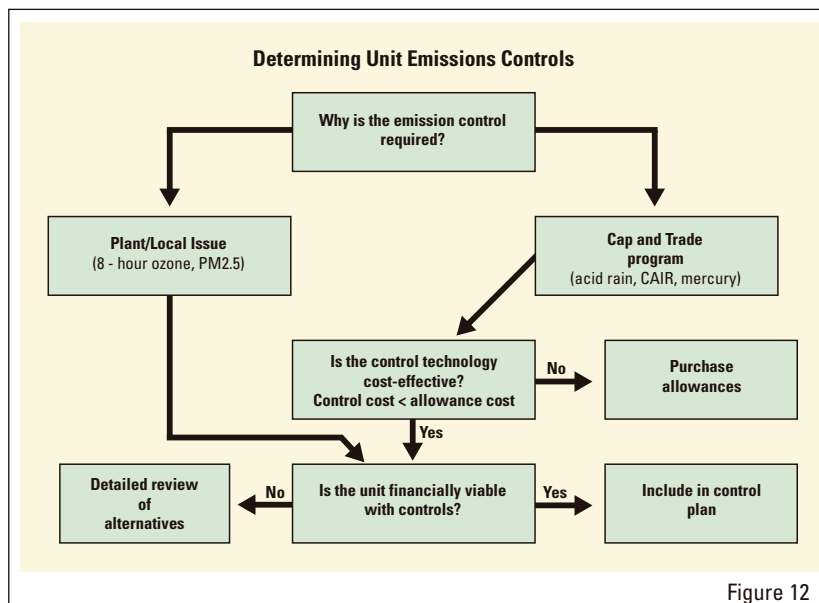 Determining Unit Emissions Controls
Why is the emission control
required?
Plant/Local Issue
(8 - hour ozone, PM2.5)
Cap and Trade
program
(acid rain, CAIR, mercury)
Is the control technology
cost-effective?
Control cost < allowance cost
No
Purchase
allowances
Yes
Detailed review
of
alternatives
No
Is the unit financially viable
with controls?
Yes
Include in control
plan
Figure 12